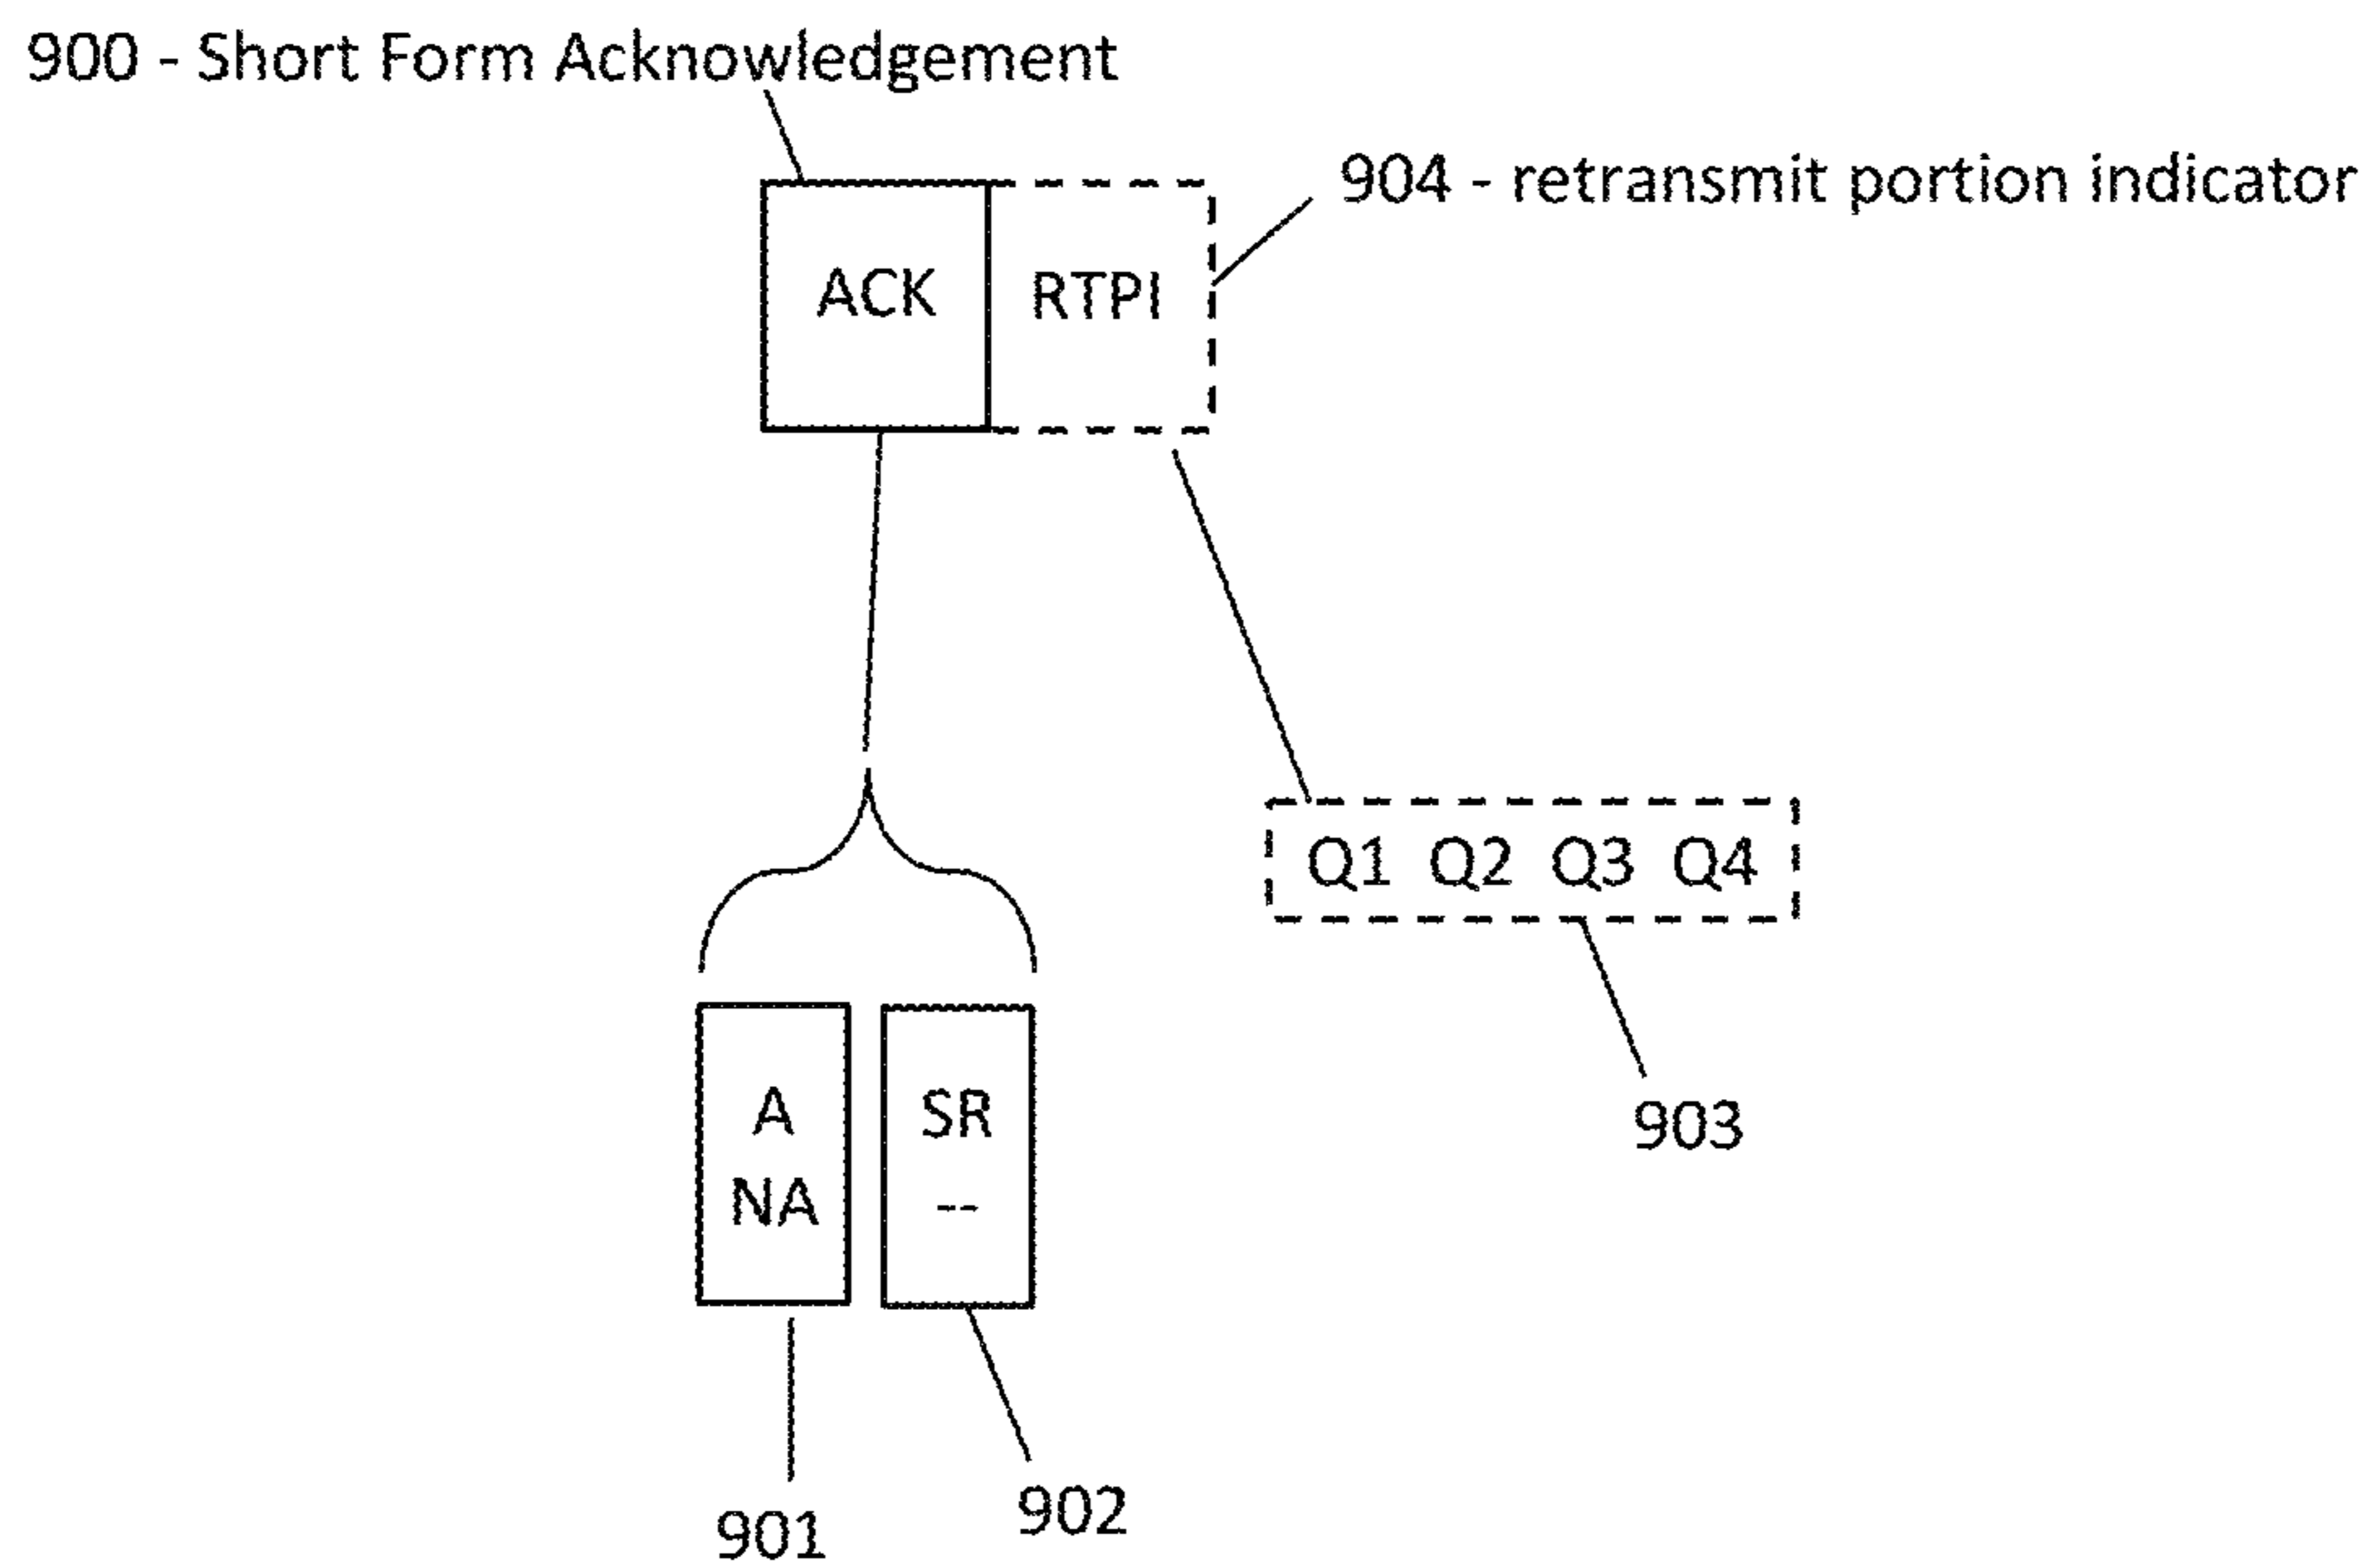 900 - Short Form Acknowledgement
904 - retransmit portion indicator
ACK RTPI
Q1 Q2 Q3 Q4
A
NA
SR
--
903
901
902